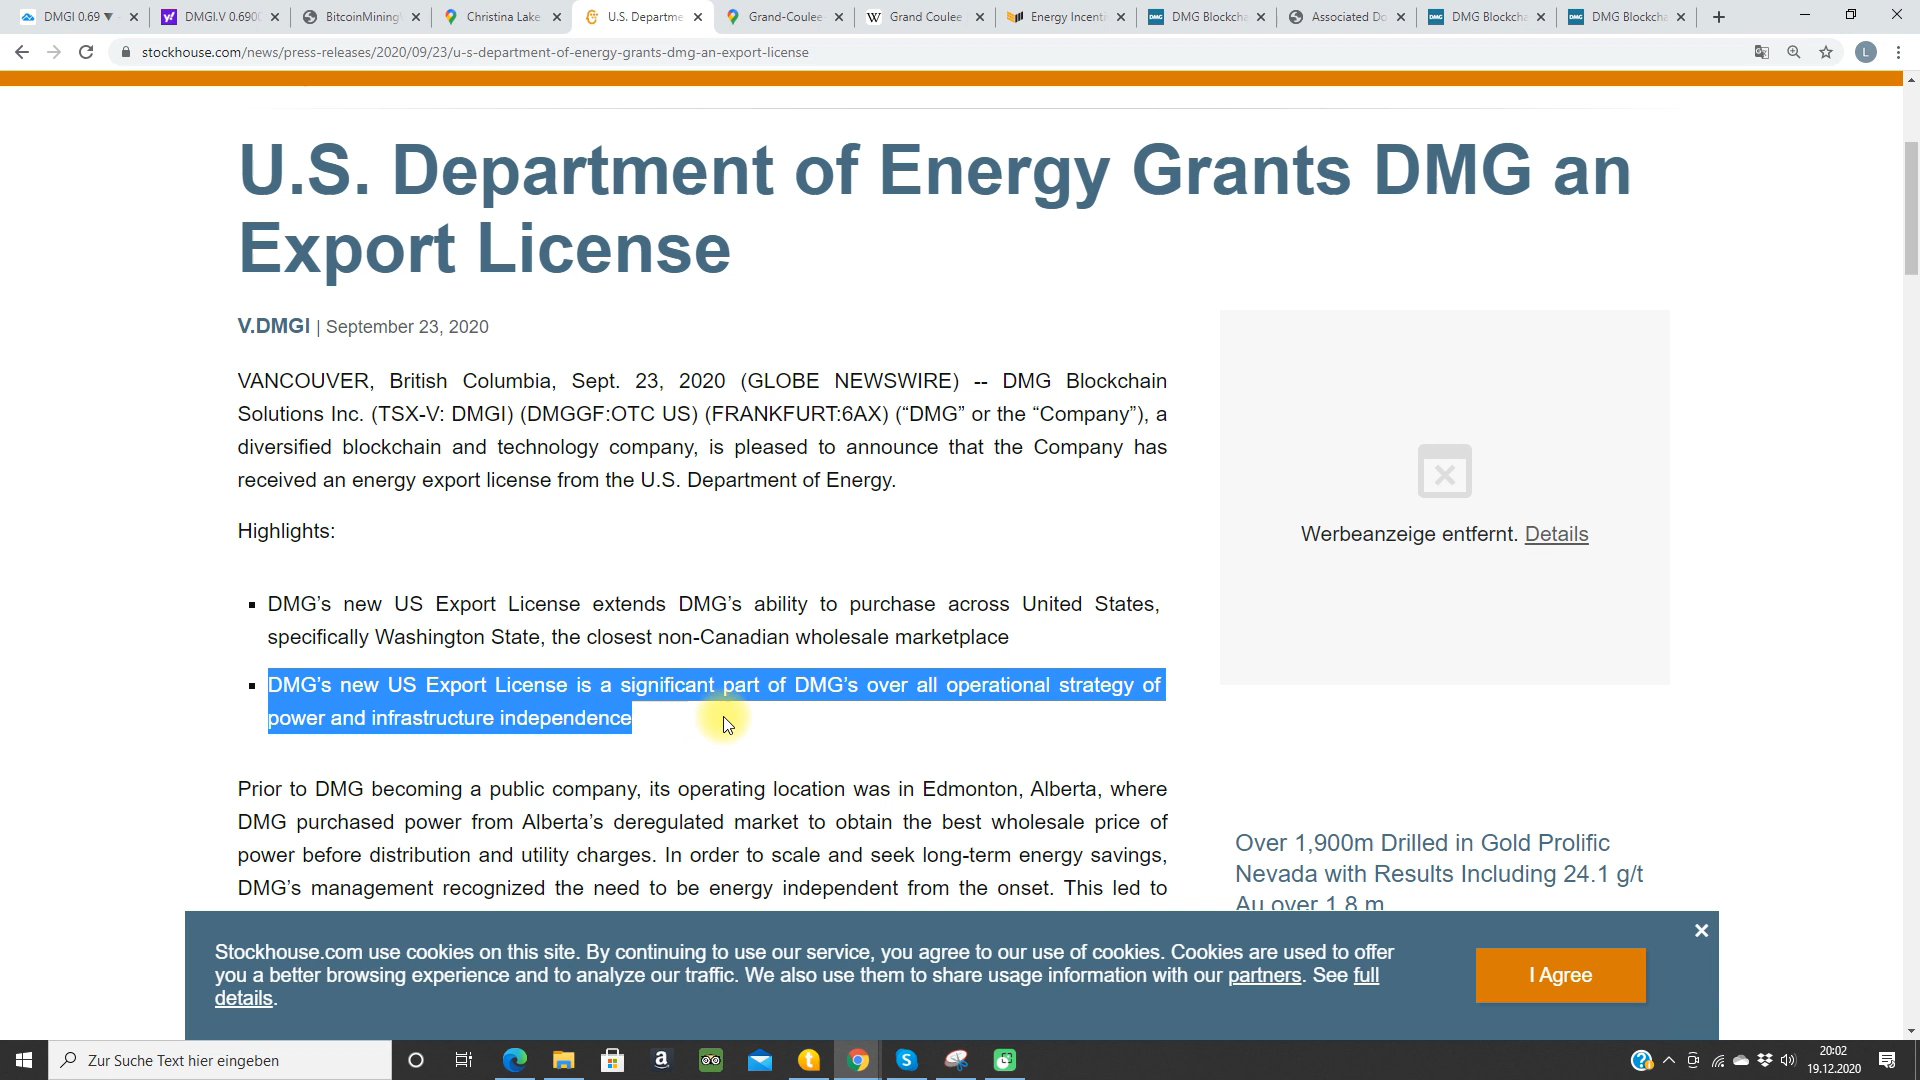 DMGI 0.69 ▼
DMGI.V 0.690
BitcoinMining
Christina Lake
U.S. Departme
Grand-Coulee
Grand Coulee
Energy Incenti
DMG Blockcha
Associated Do
DMG Blockcha
DMG Blockcha
stockhouse.com/news/press-releases/2020/09/23/u-s-department-of-energy-grants-dmg-an-export-license
L
U.S. Department of Energy Grants DMG an
Export License
V.DMGI | September 23, 2020
VANCOUVER, British Columbia, Sept. 23, 2020 (GLOBE NEWSWIRE) -- DMG Blockchain
Solutions Inc. (TSX-V: DMGI) (DMGGF:OTC US) (FRANKFURT:6AX) (“DMG” or the “Company”), a
diversified blockchain and technology company, is pleased to announce that the Company has
received an energy export license from the U.S. Department of Energy.
Highlights:
▪ DMG’s new US Export License extends DMG’s ability to purchase across United States,
specifically Washington State, the closest non-Canadian wholesale marketplace
▪ DMG’s new US Export License is a significant part of DMG’s over all operational strategy of
power and infrastructure independence
Prior to DMG becoming a public company, its operating location was in Edmonton, Alberta, where
DMG purchased power from Alberta’s deregulated market to obtain the best wholesale price of
power before distribution and utility charges. In order to scale and seek long-term energy savings,
DMG’s management recognized the need to be energy independent from the onset. This led to
Werbeanzeige entfernt. Details
Over 1,900m Drilled in Gold Prolific
Nevada with Results Including 24.1 g/t
Au over 1.8 m
Stockhouse.com use cookies on this site. By continuing to use our service, you agree to our use of cookies. Cookies are used to offer
you a better browsing experience and to analyze our traffic. We also use them to share usage information with our partners. See full
details.
I Agree
Zur Suche Text hier eingeben
20:02
19.12.2020